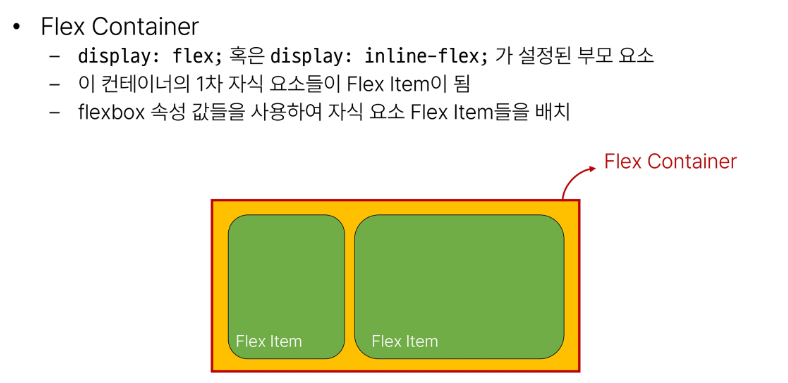 • Flex Container
– display: flex; 혹은 display: inline-flex; 가 설정된 부모 요소
– 이 컨테이너의 1차 자식 요소들이 Flex Item이 됨
– flexbox 속성 값들을 사용하여 자식 요소 Flex Item들을 배치
Flex Container
Flex Item
Flex Item